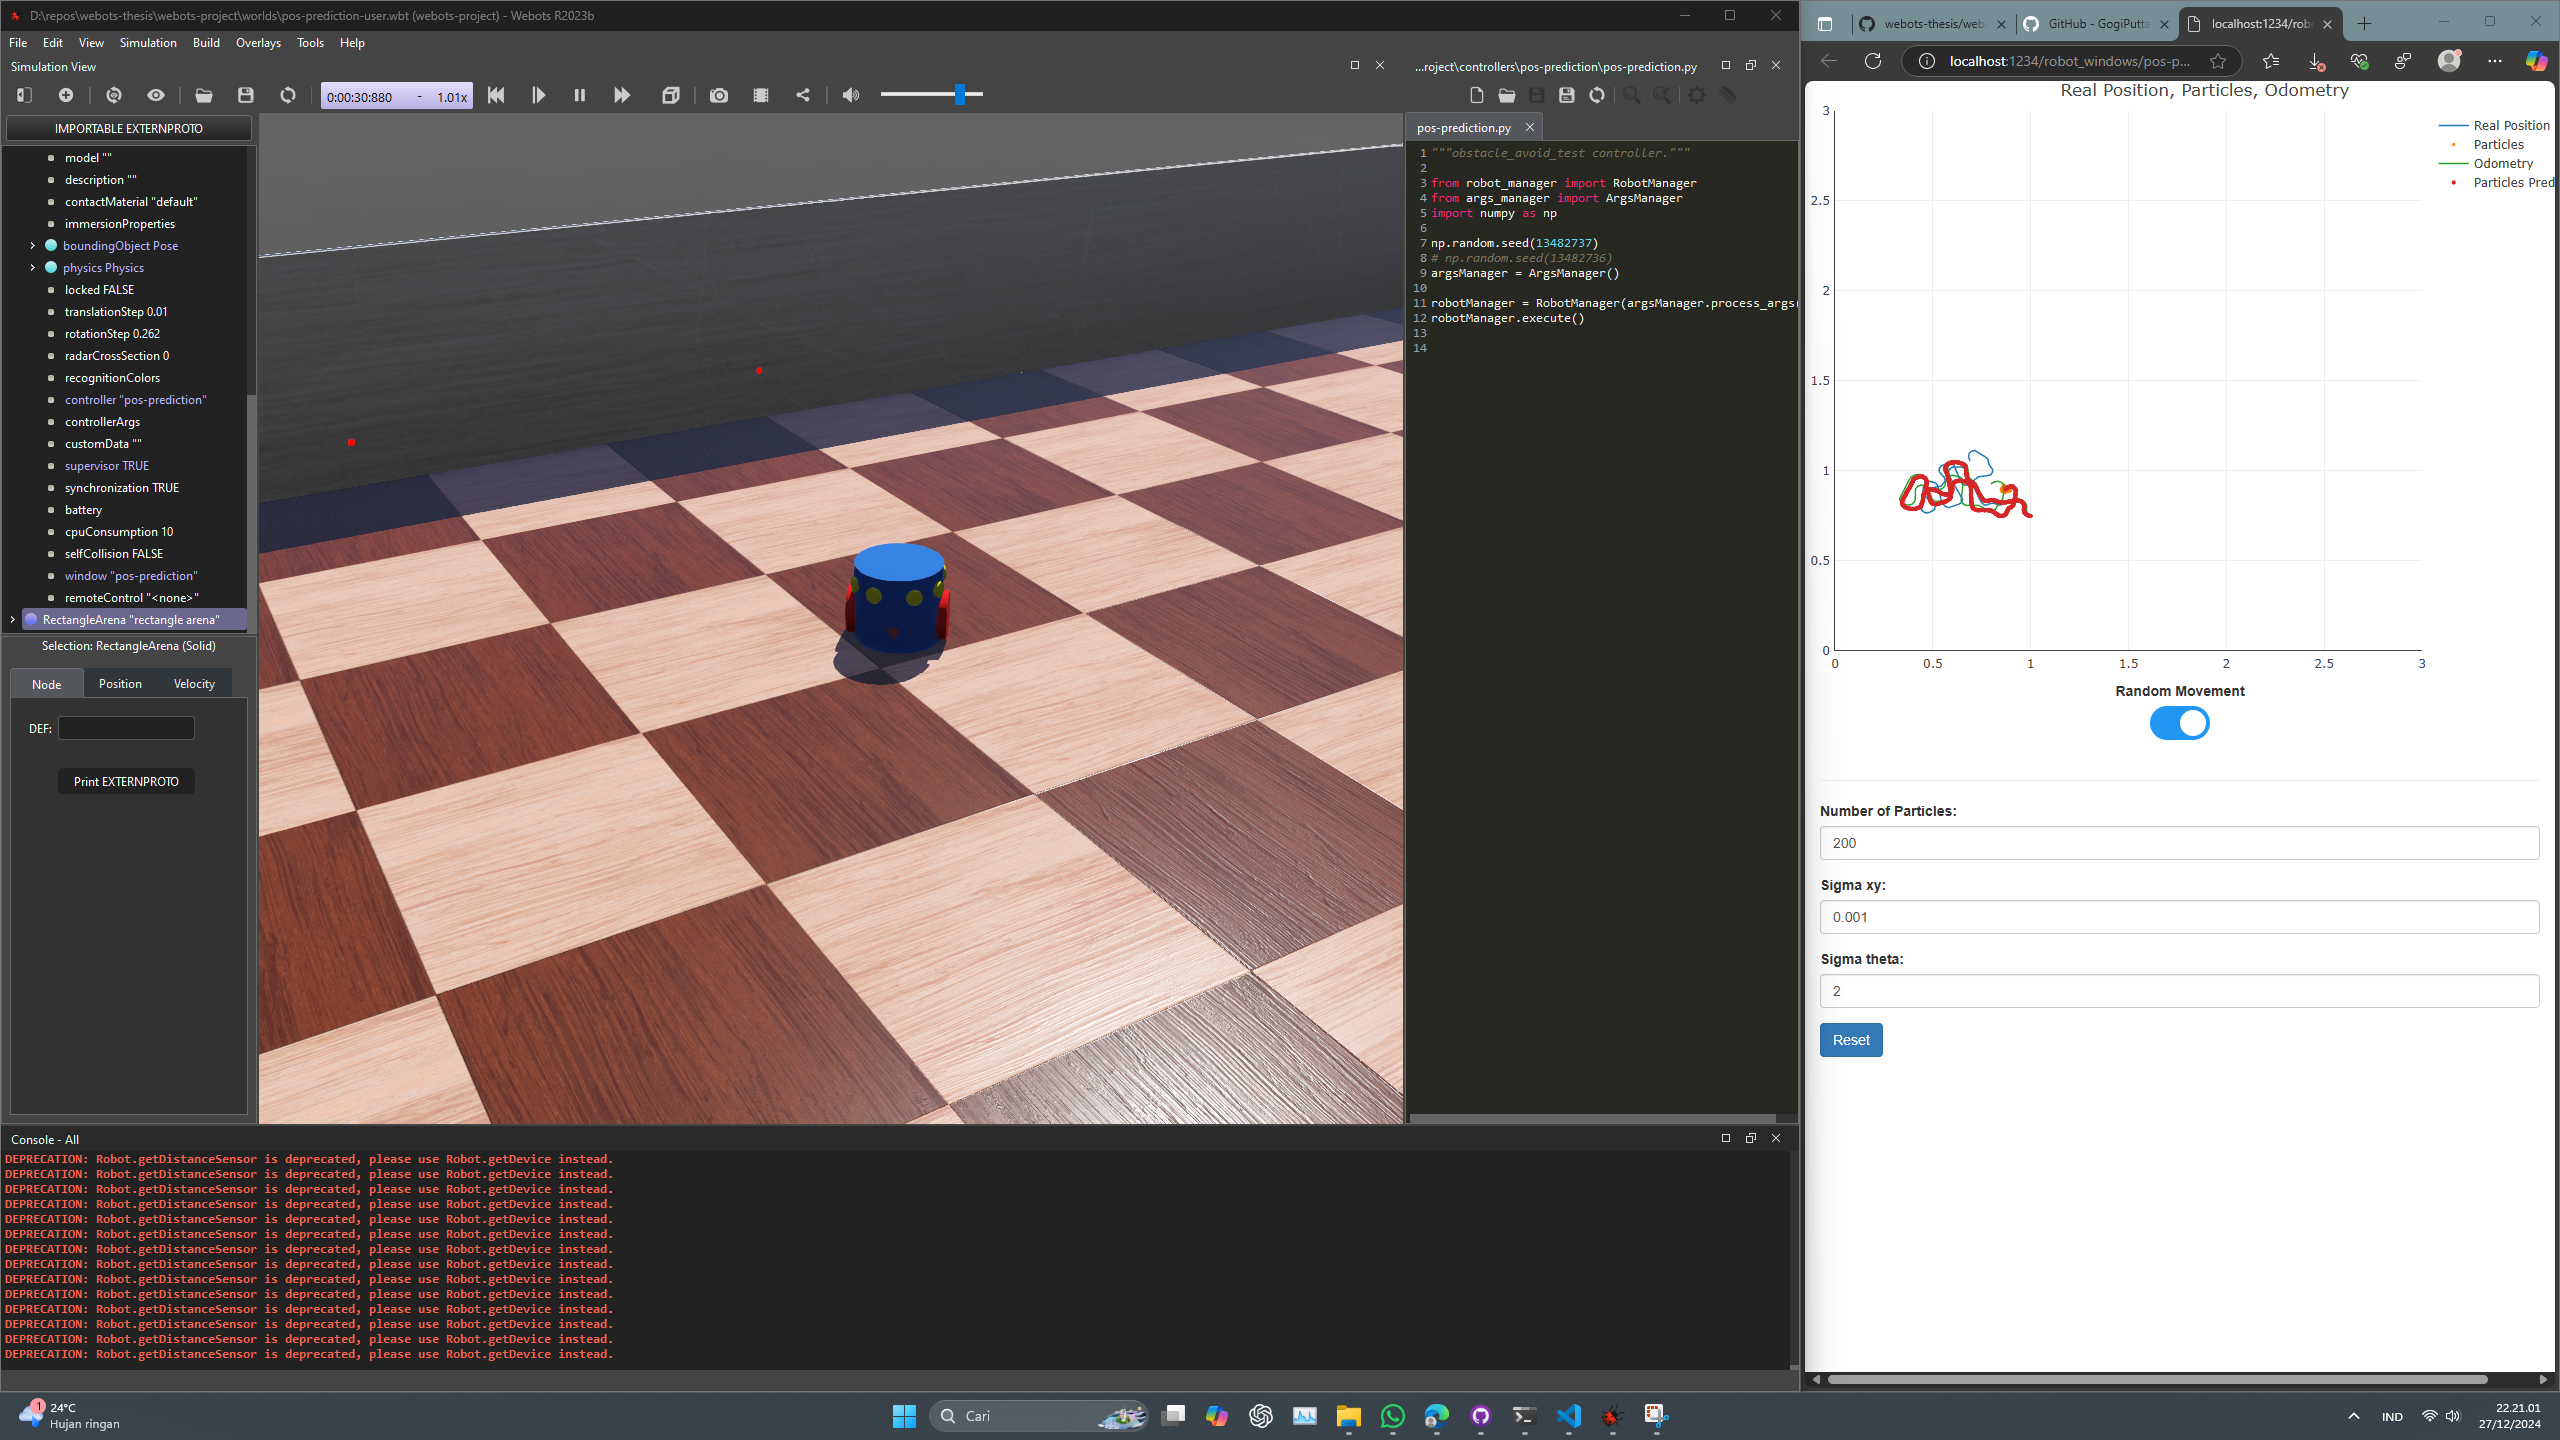 D:\repos\webots-thesis\webots-project\worlds\pos-prediction-user.wbt (webots-project) - Webots R2023b
File Edit View Simulation Build Overlays Tools Help
Simulation View
0:00:30:880 - 1.01x
IMPORTABLE EXTERNPROTO
model ""
description ""
contactMaterial "default"
immersionProperties
boundingObject Pose
physics Physics
locked FALSE
translationStep 0.01
rotationStep 0.262
radarCrossSection 0
recognitionColors
controller "pos-prediction"
controllerArgs
customData ""
supervisor TRUE
synchronization TRUE
battery
cpuConsumption 10
selfCollision FALSE
window "pos-prediction"
remoteControl "<none>"
RectangleArena "rectangle arena"
Selection: RectangleArena (Solid)
Node Position Velocity
DEF:
Print EXTERNPROTO
...roject\controllers\pos-prediction\pos-prediction.py
pos-prediction.py
1 """obstacle_avoid_test controller."""
2
3 from robot_manager import RobotManager
4 from args_manager import ArgsManager
5 import numpy as np
6
7 np.random.seed(13482737)
8 # np.random.seed(13482736)
9 argsManager = ArgsManager()
10
11 robotManager = RobotManager(argsManager.process_args(
12 robotManager.execute()
13
14
Console - All
DEPRECATION: Robot.getDistanceSensor is deprecated, please use Robot.getDevice instead.
DEPRECATION: Robot.getDistanceSensor is deprecated, please use Robot.getDevice instead.
DEPRECATION: Robot.getDistanceSensor is deprecated, please use Robot.getDevice instead.
DEPRECATION: Robot.getDistanceSensor is deprecated, please use Robot.getDevice instead.
DEPRECATION: Robot.getDistanceSensor is deprecated, please use Robot.getDevice instead.
DEPRECATION: Robot.getDistanceSensor is deprecated, please use Robot.getDevice instead.
DEPRECATION: Robot.getDistanceSensor is deprecated, please use Robot.getDevice instead.
DEPRECATION: Robot.getDistanceSensor is deprecated, please use Robot.getDevice instead.
DEPRECATION: Robot.getDistanceSensor is deprecated, please use Robot.getDevice instead.
DEPRECATION: Robot.getDistanceSensor is deprecated, please use Robot.getDevice instead.
DEPRECATION: Robot.getDistanceSensor is deprecated, please use Robot.getDevice instead.
DEPRECATION: Robot.getDistanceSensor is deprecated, please use Robot.getDevice instead.
DEPRECATION: Robot.getDistanceSensor is deprecated, please use Robot.getDevice instead.
DEPRECATION: Robot.getDistanceSensor is deprecated, please use Robot.getDevice instead.
webots-thesis/web
GitHub - GogiPutta
localhost:1234/rob
localhost:1234/robot_windows/pos-p...
Real Position, Particles, Odometry
3
2.5
2
1.5
1
0.5
0
0 0.5 1 1.5 2 2.5 3
Real Position
Particles
Odometry
Particles Pred
Random Movement
Number of Particles:
200
Sigma xy:
0.001
Sigma theta:
2
Reset
1
24°C
Hujan ringan
Cari
IND
22.21.01
27/12/2024